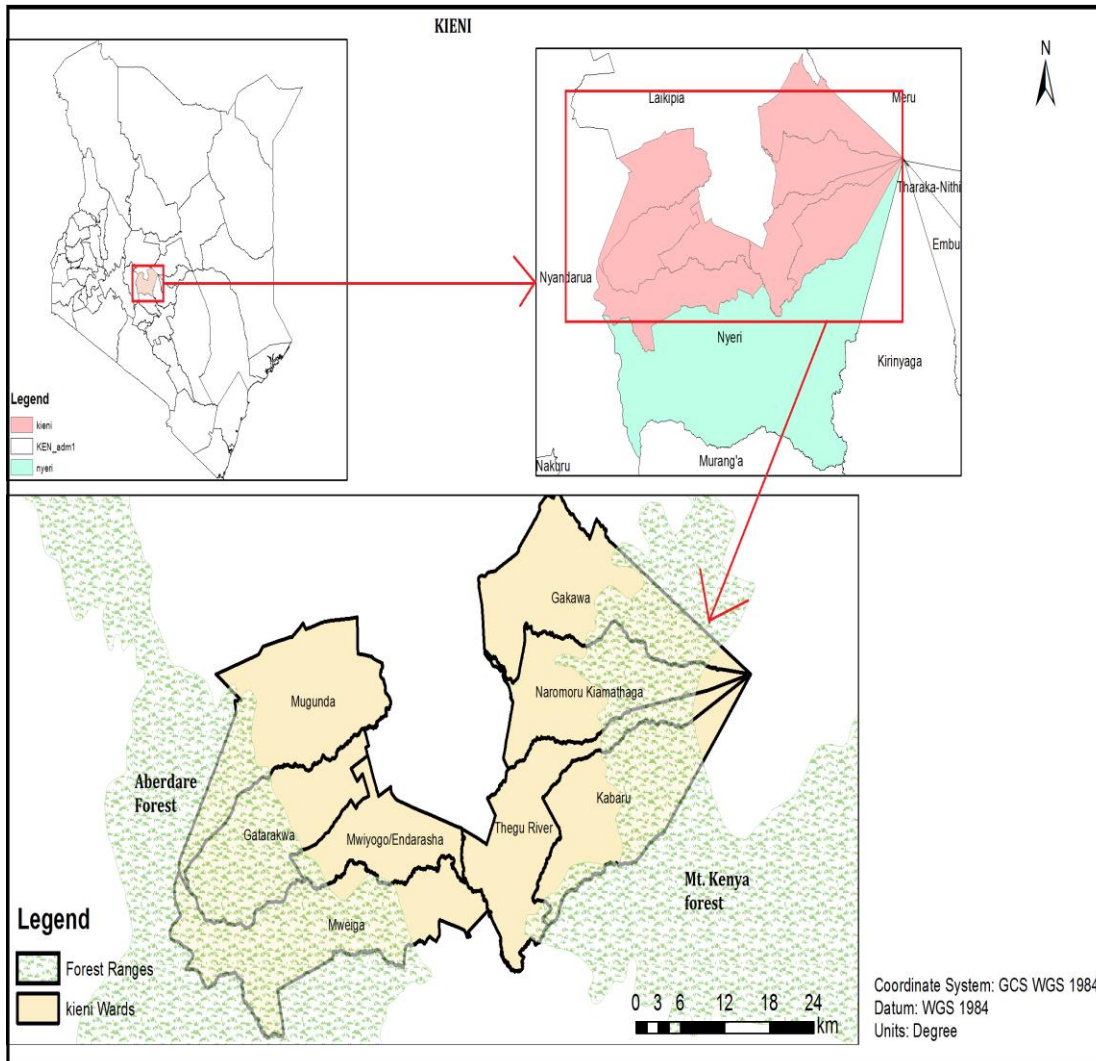 KIENI
N
Legend
kieni
KEN_adm1
nyeri
Laikipia
Meru
Tharaka-Nithi
Embu
Nyandarua
Nyeri
Kirinyaga
Murang'a
Nakuru
Gakawa
Naromoru Kiamathaga
Mugunda
Aberdare
Forest
Kabaru
Gatarakwa
Thegu River
Mwiyogo/Endarasha
Mt. Kenya
forest
Mweiga
Legend
Forest Ranges
kieni Wards
0 3 6 12 18 24
km
Coordinate System: GCS WGS 1984
Datum: WGS 1984
Units: Degree